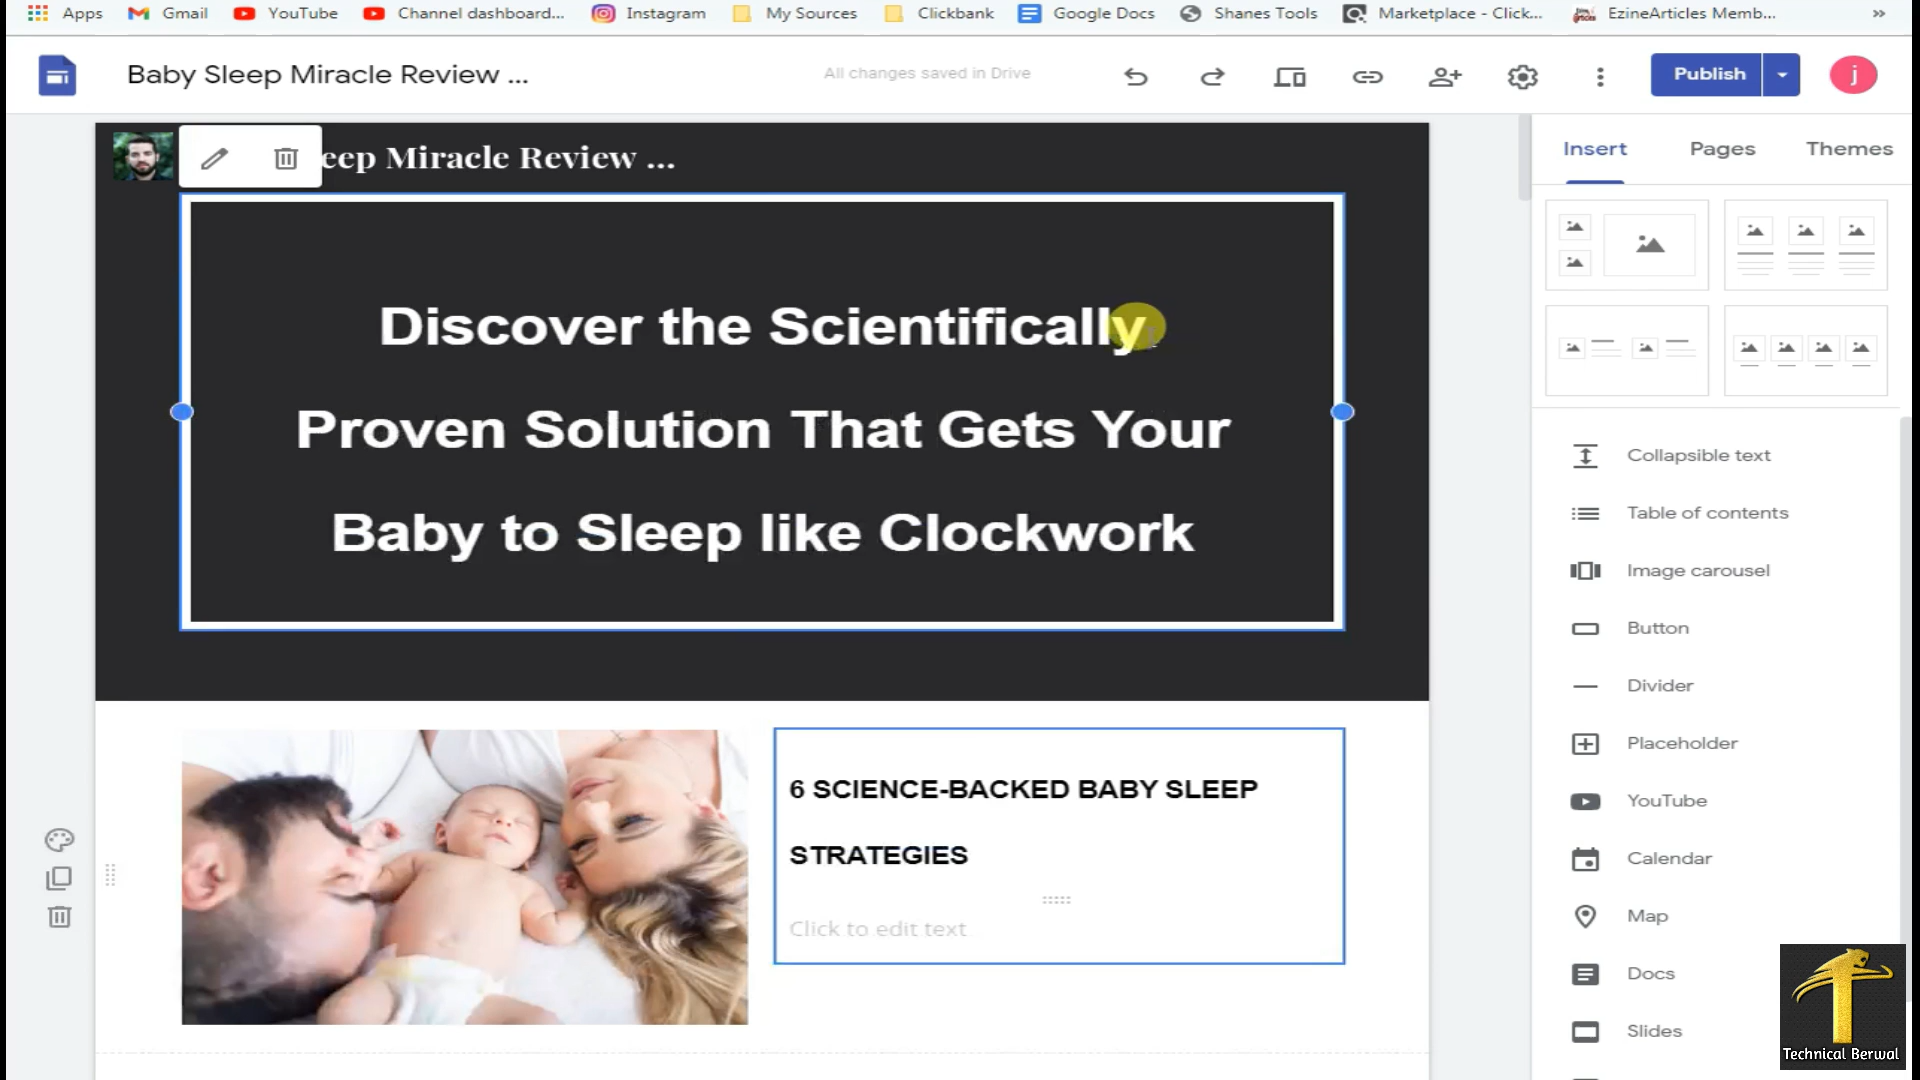 Apps Gmail YouTube Channel dashboard... Instagram My Sources Clickbank Google Docs Shanes Tools Marketplace - Click... EzineArticles Memb... »
Baby Sleep Miracle Review ...
All changes saved in Drive
Publish
j
eep Miracle Review ...
Insert Pages Themes
Discover the Scientifically
Proven Solution That Gets Your
Baby to Sleep like Clockwork
6 SCIENCE-BACKED BABY SLEEP
STRATEGIES
Click to edit text
Collapsible text
Table of contents
Image carousel
Button
Divider
Placeholder
YouTube
Calendar
Map
Docs
Slides
Technical Berwal